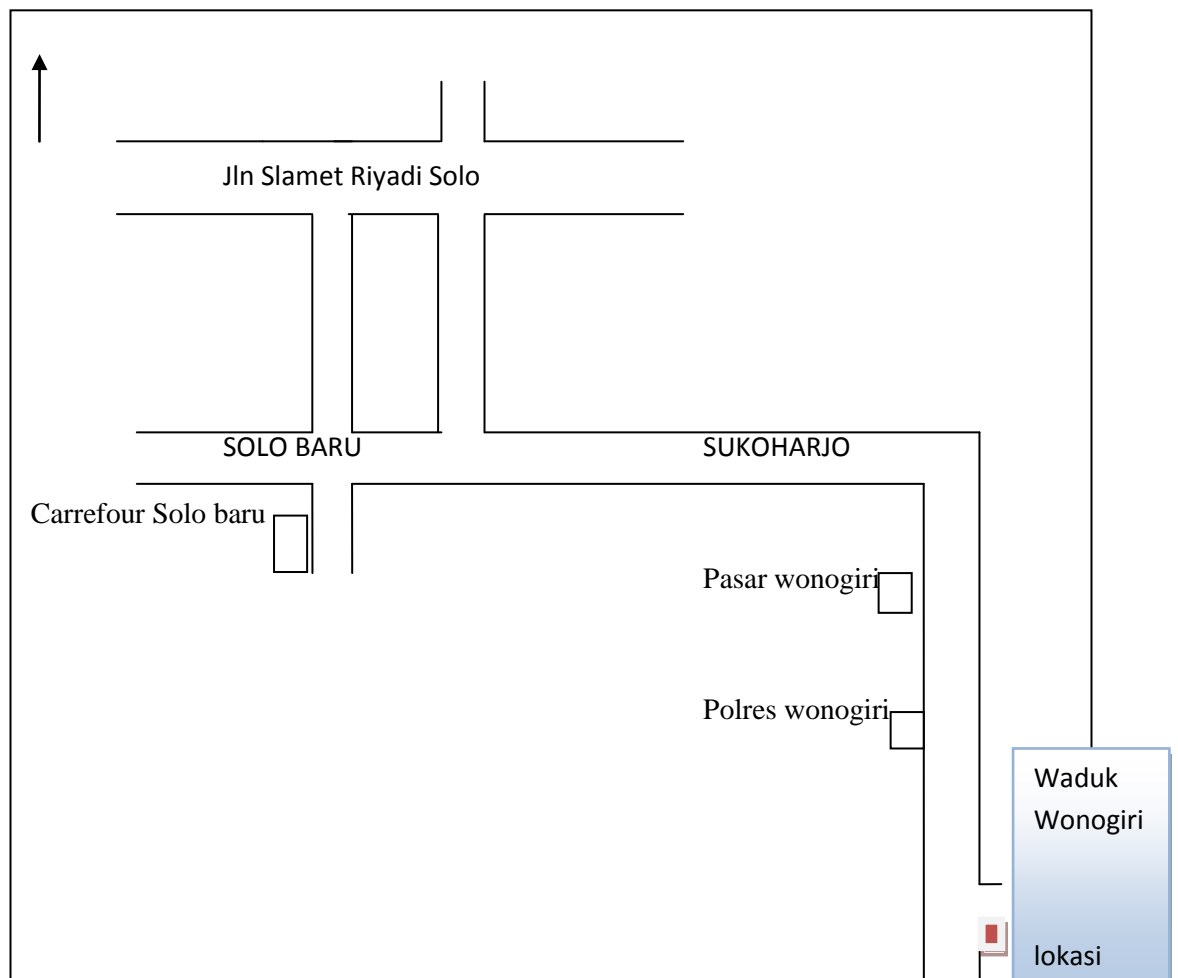 Jln Slamet Riyadi Solo
SOLO BARU
SUKOHARJO
Carrefour Solo baru
Pasar wonogiri
Polres wonogiri
Waduk
Wonogiri
lokasi